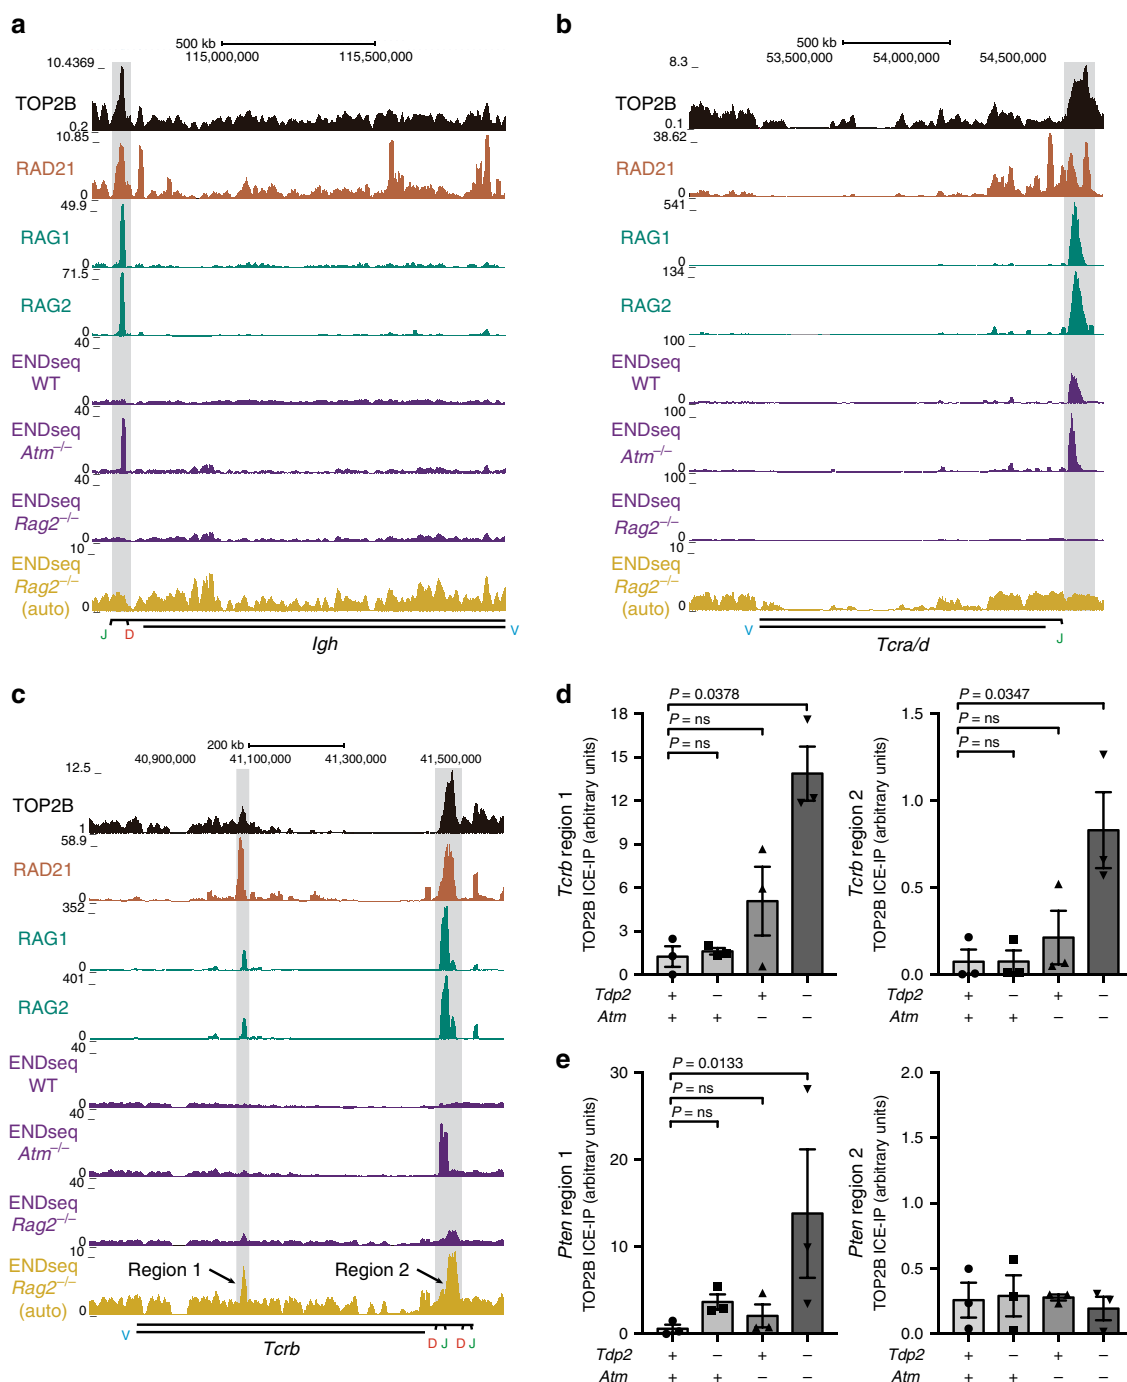 a
500 kb
115,000,000 115,500,000
10.4369
TOP2B
0.2
10.85
RAD21
0
49.9
RAG1
0
71.5
RAG2
0
40
ENDseq
WT
0
40
ENDseq
Atm–/–
0
40
ENDseq
Rag2–/–
0
10
ENDseq
Rag2–/–
(auto)
0
J D Igh V
b
500 kb
53,500,000 54,000,000 54,500,000
8.3
TOP2B
0.1
38.62
RAD21
0
541
RAG1
0
134
RAG2
0
100
ENDseq
WT
0
100
ENDseq
Atm–/–
0
100
ENDseq
Rag2–/–
0
10
ENDseq
Rag2–/–
(auto)
0
V Tcra/d J
c
200 kb
40,900,000 41,100,000 41,300,000 41,500,000
12.5
TOP2B
1
58.9
RAD21
0
352
RAG1
0
401
RAG2
0
40
ENDseq
WT
0
40
ENDseq
Atm–/–
0
40
ENDseq
Rag2–/–
0
10
ENDseq
Rag2–/–
(auto)
0
Region 1 Region 2
V Tcrb D J D J
d
P = 0.0378
P = ns
P = ns
Tcrb region 1
TOP2B ICE-IP (arbitrary units)
18
15
12
9
6
3
0
Tdp2 + – + –
Atm + + – –
P = 0.0347
P = ns
P = ns
Tcrb region 2
TOP2B ICE-IP (arbitrary units)
1.5
1.0
0.5
0.0
+ – + –
+ + – –
e
P = 0.0133
P = ns
P = ns
Pten region 1
TOP2B ICE-IP (arbitrary units)
30
20
10
0
Tdp2 + – + –
Atm + + – –
Pten region 2
TOP2B ICE-IP (arbitrary units)
2.0
1.5
1.0
0.5
0.0
+ – + –
+ + – –